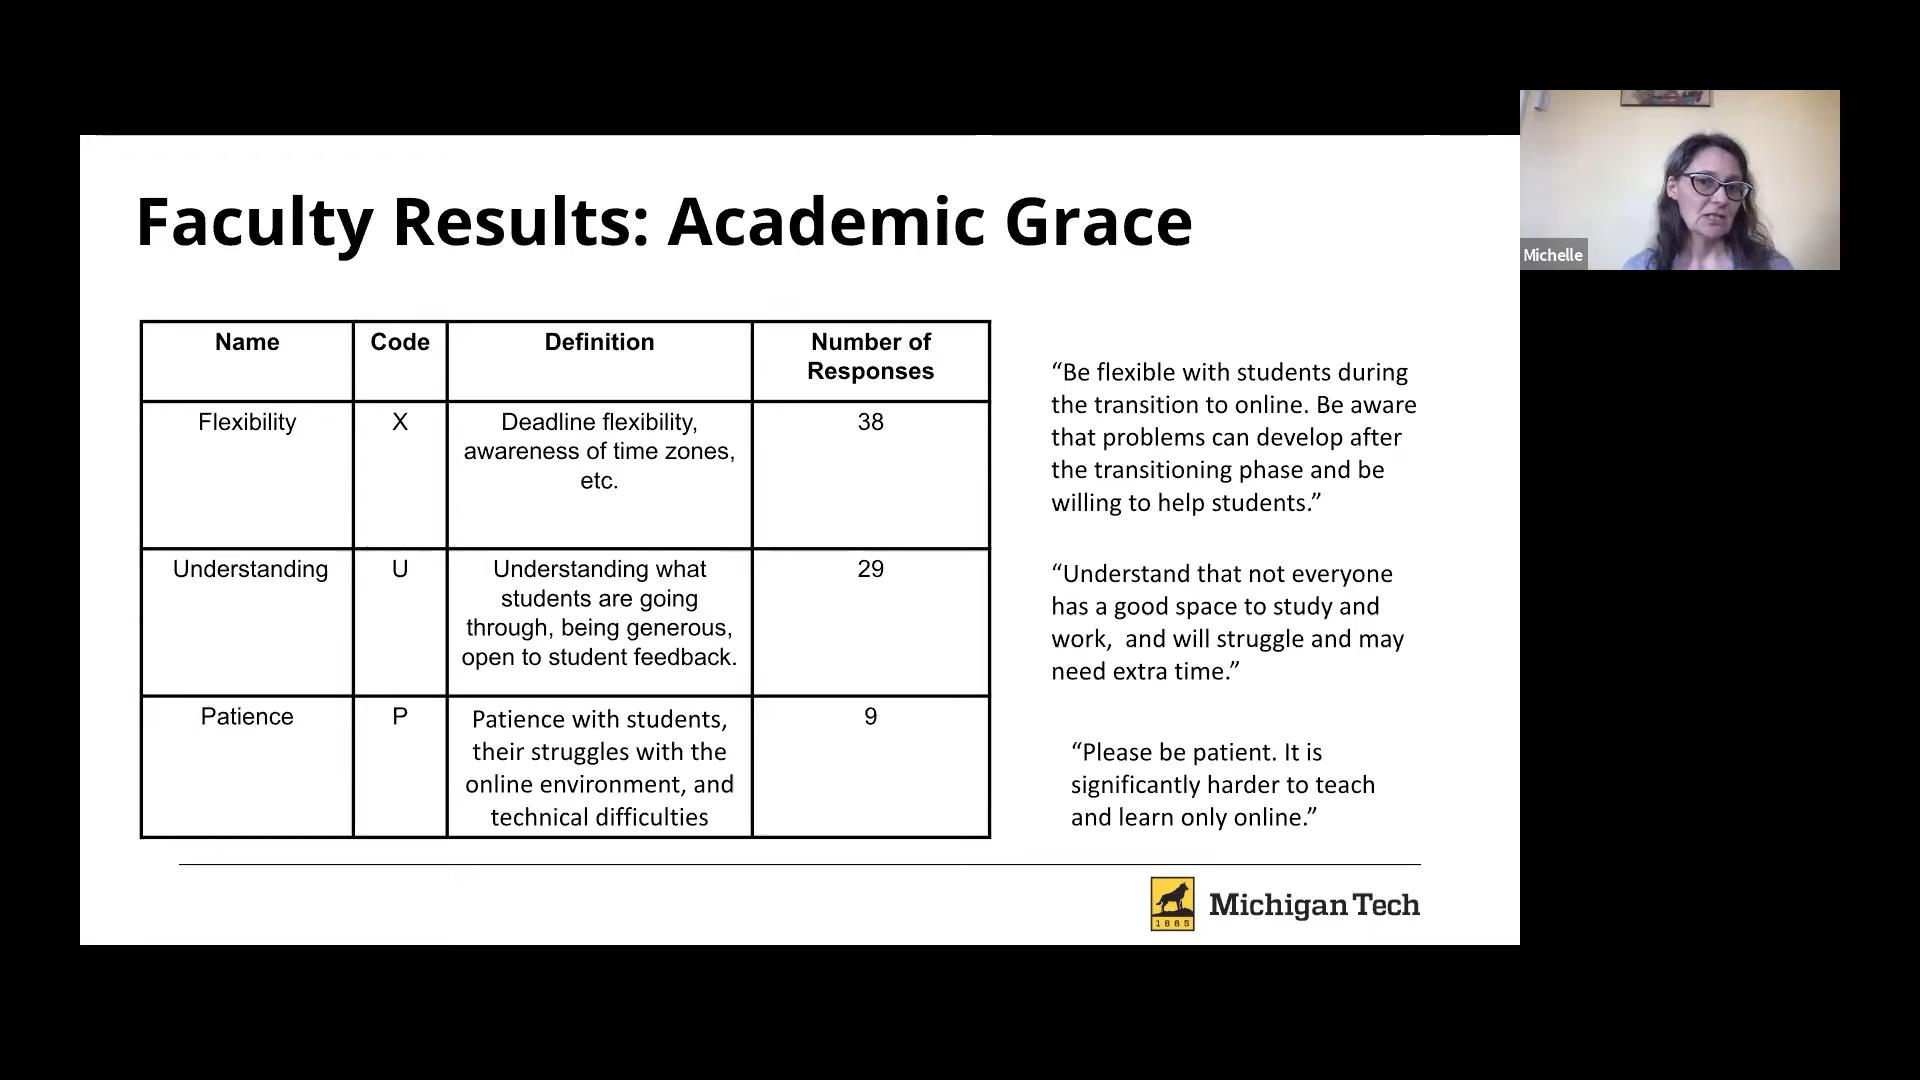 Faculty Results: Academic Grace
Michelle
Name
Code
Definition
Number of
Responses
Flexibility
X
Deadline flexibility,
awareness of time zones,
etc.
38
Understanding
U
Understanding what
students are going
through, being generous,
open to student feedback.
29
Patience
P
Patience with students,
their struggles with the
online environment, and
technical difficulties
9
“Be flexible with students during
the transition to online. Be aware
that problems can develop after
the transitioning phase and be
willing to help students.”
“Understand that not everyone
has a good space to study and
work,  and will struggle and may
need extra time.”
“Please be patient. It is
significantly harder to teach
and learn only online.”
1885
Michigan Tech